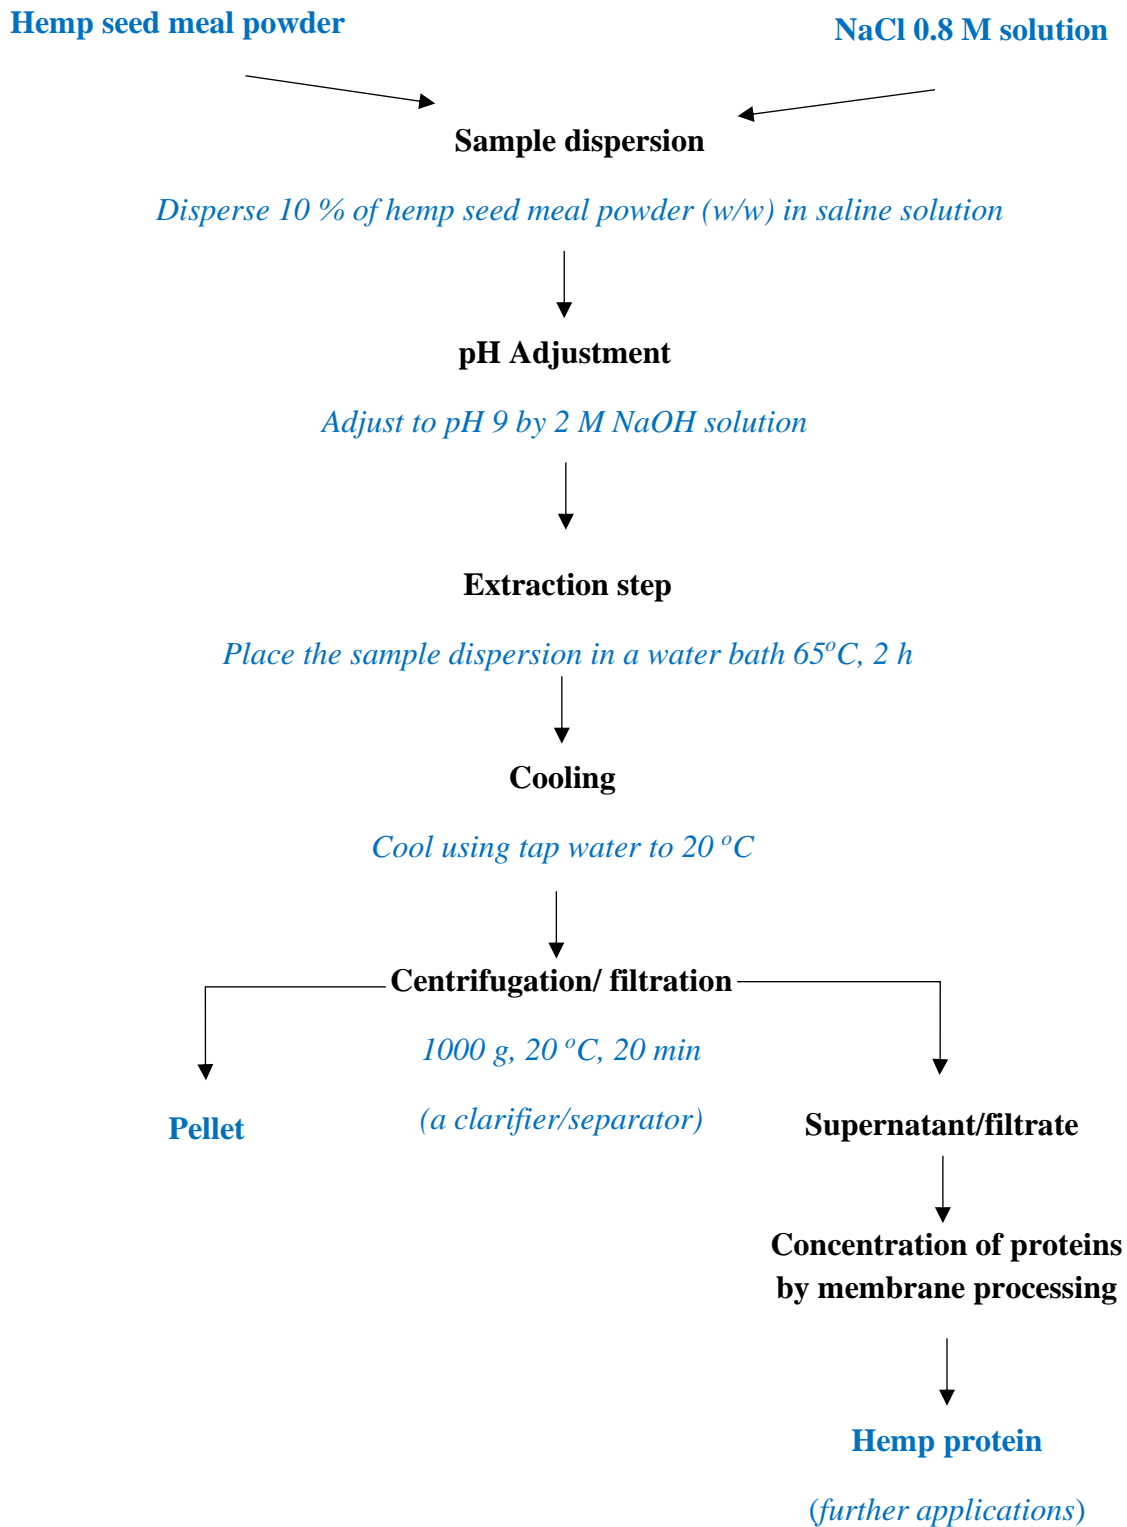 Hemp seed meal powder
NaCl 0.8 M solution
Sample dispersion
Disperse 10 % of hemp seed meal powder (w/w) in saline solution
pH Adjustment
Adjust to pH 9 by 2 M NaOH solution
Extraction step
Place the sample dispersion in a water bath 65ºC, 2 h
Cooling
Cool using tap water to 20 ºC
Centrifugation/ filtration
1000 g, 20 ºC, 20 min
(a clarifier/separator)
Pellet
Supernatant/filtrate
Concentration of proteins
by membrane processing
Hemp protein
(further applications)